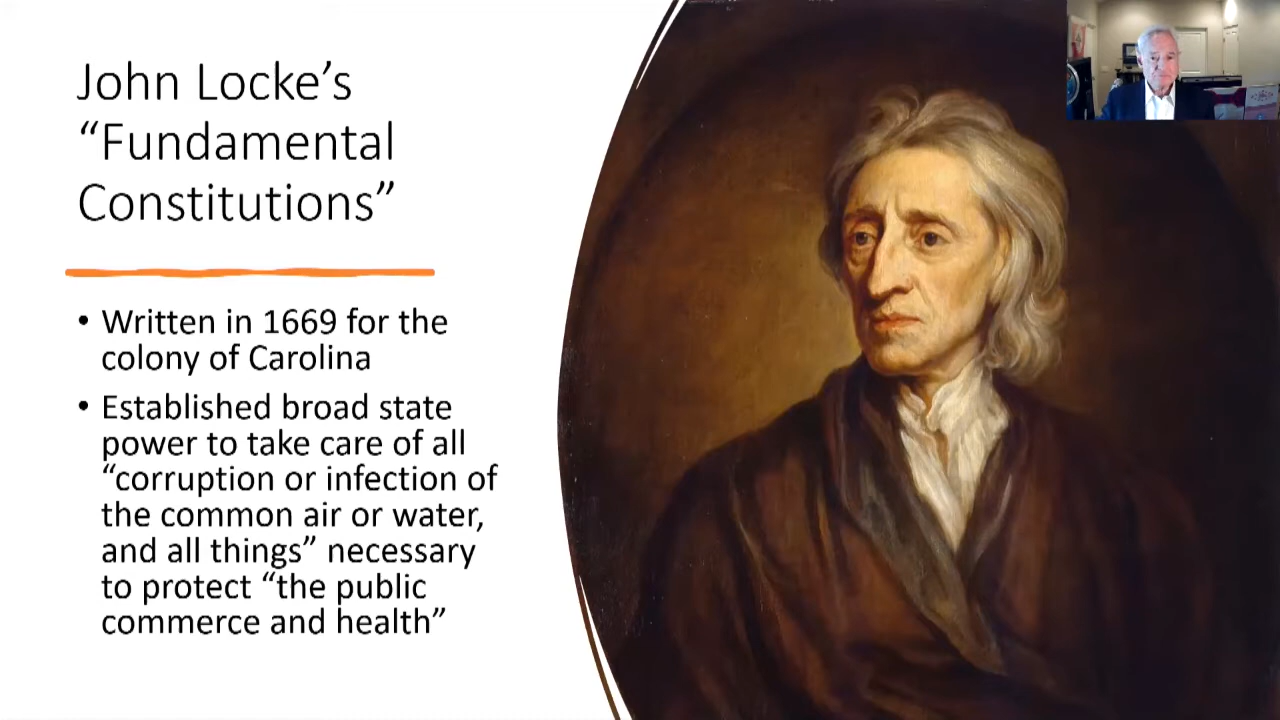 John Locke’s
“Fundamental
Constitutions”
• Written in 1669 for the
colony of Carolina
• Established broad state
power to take care of all
“corruption or infection of
the common air or water,
and all things” necessary
to protect “the public
commerce and health”